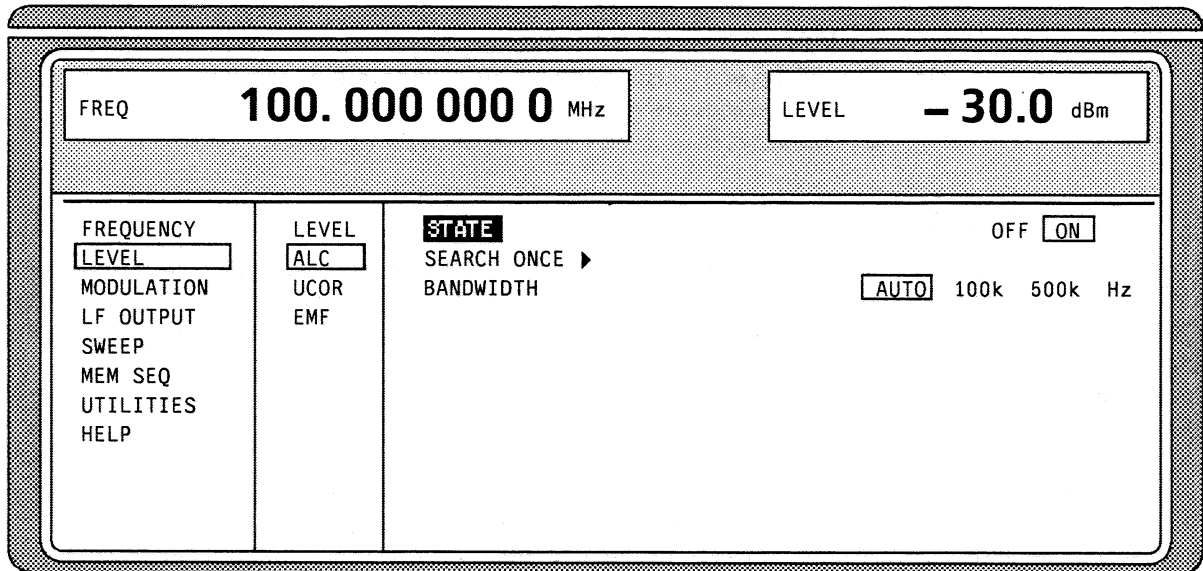 FREQ 100. 000 000 0 MHz
LEVEL – 30.0 dBm
FREQUENCY
LEVEL
MODULATION
LF OUTPUT
SWEEP
MEM SEQ
UTILITIES
HELP
LEVEL
ALC
UCOR
EMF
STATE OFF ON
SEARCH ONCE ▶
BANDWIDTH AUTO 100k 500k Hz